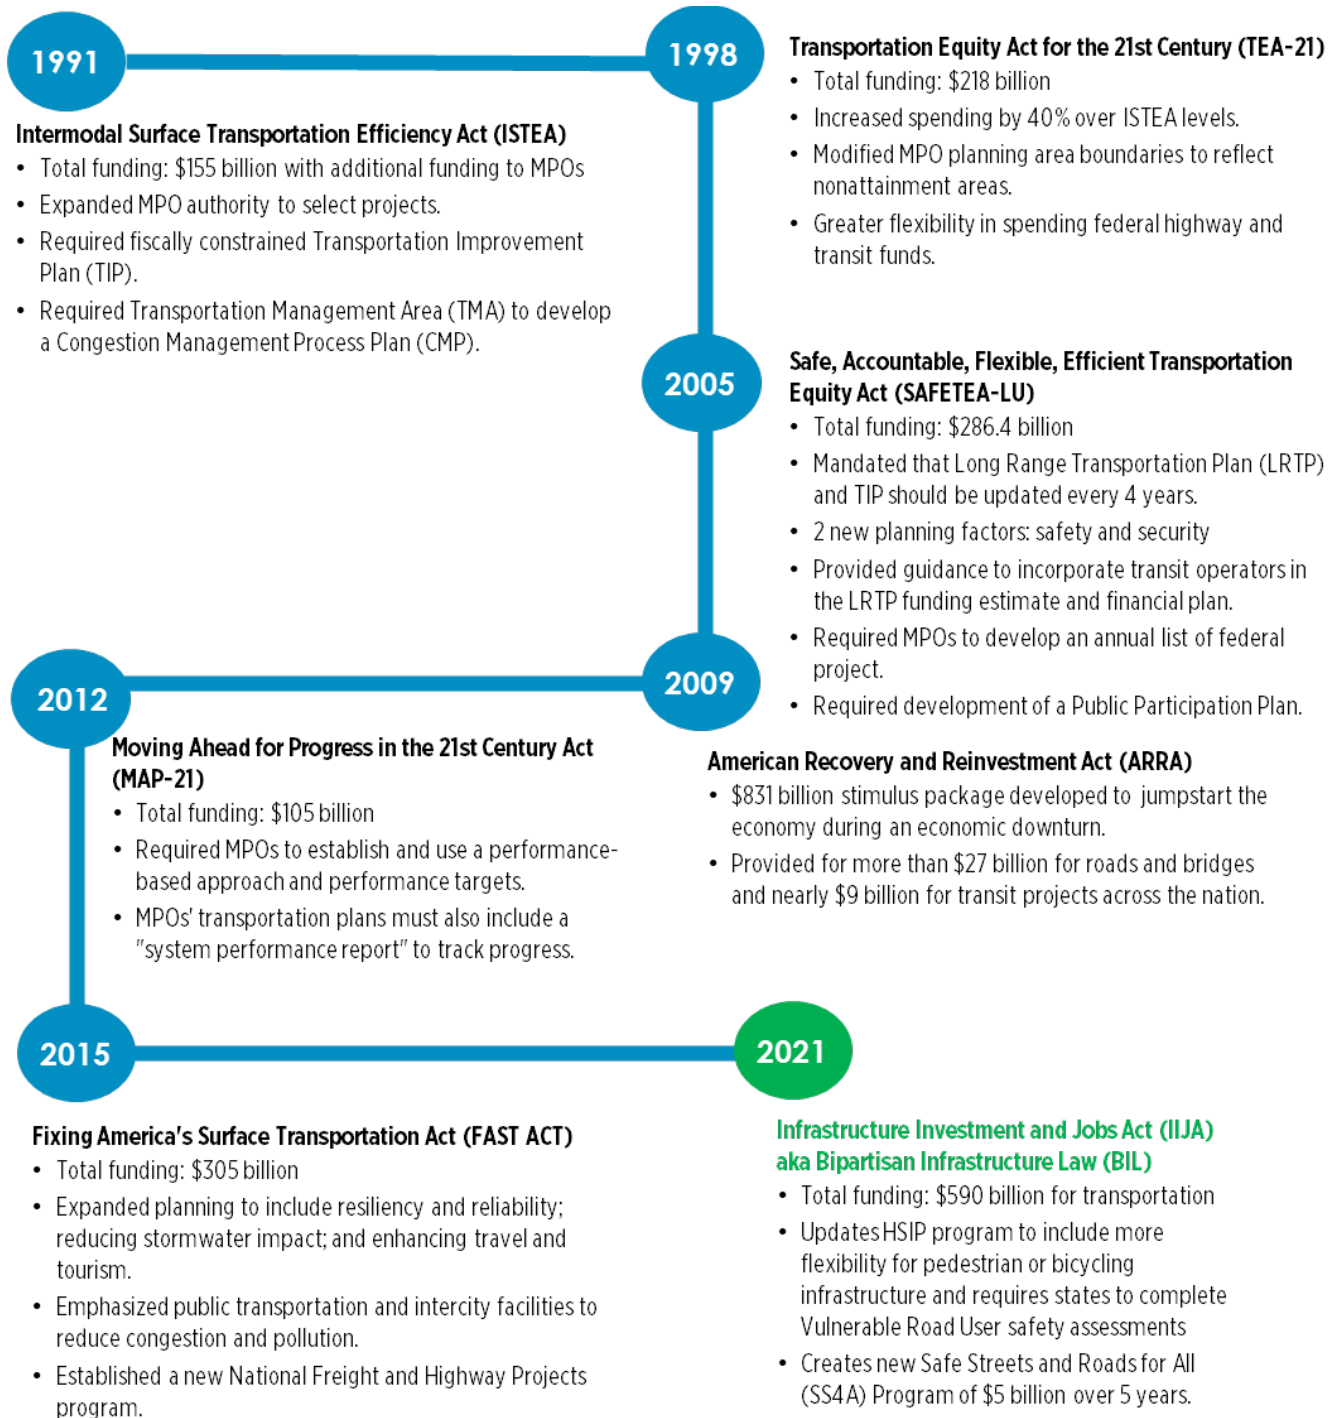 1991
Intermodal Surface Transportation Efficiency Act (ISTEA)
• Total funding: $155 billion with additional funding to MPOs
• Expanded MPO authority to select projects.
• Required fiscally constrained Transportation Improvement
Plan (TIP).
• Required Transportation Management Area (TMA) to develop
a Congestion Management Process Plan (CMP).
1998
Transportation Equity Act for the 21st Century (TEA-21)
• Total funding: $218 billion
• Increased spending by 40% over ISTEA levels.
• Modified MPO planning area boundaries to reflect
nonattainment areas.
• Greater flexibility in spending federal highway and
transit funds.
2005
Safe, Accountable, Flexible, Efficient Transportation
Equity Act (SAFETEA-LU)
• Total funding: $286.4 billion
• Mandated that Long Range Transportation Plan (LRTP)
and TIP should be updated every 4 years.
• 2 new planning factors: safety and security
• Provided guidance to incorporate transit operators in
the LRTP funding estimate and financial plan.
• Required MPOs to develop an annual list of federal
project.
• Required development of a Public Participation Plan.
2009
American Recovery and Reinvestment Act (ARRA)
• $831 billion stimulus package developed to jumpstart the
economy during an economic downturn.
• Provided for more than $27 billion for roads and bridges
and nearly $9 billion for transit projects across the nation.
2012
Moving Ahead for Progress in the 21st Century Act
(MAP-21)
• Total funding: $105 billion
• Required MPOs to establish and use a performance-
based approach and performance targets.
• MPOs' transportation plans must also include a
"system performance report" to track progress.
2015
Fixing America's Surface Transportation Act (FAST ACT)
• Total funding: $305 billion
• Expanded planning to include resiliency and reliability;
reducing stormwater impact; and enhancing travel and
tourism.
• Emphasized public transportation and intercity facilities to
reduce congestion and pollution.
• Established a new National Freight and Highway Projects
program.
2021
Infrastructure Investment and Jobs Act (IIJA)
aka Bipartisan Infrastructure Law (BIL)
• Total funding: $590 billion for transportation
• Updates HSIP program to include more
flexibility for pedestrian or bicycling
infrastructure and requires states to complete
Vulnerable Road User safety assessments
• Creates new Safe Streets and Roads for All
(SS4A) Program of $5 billion over 5 years.